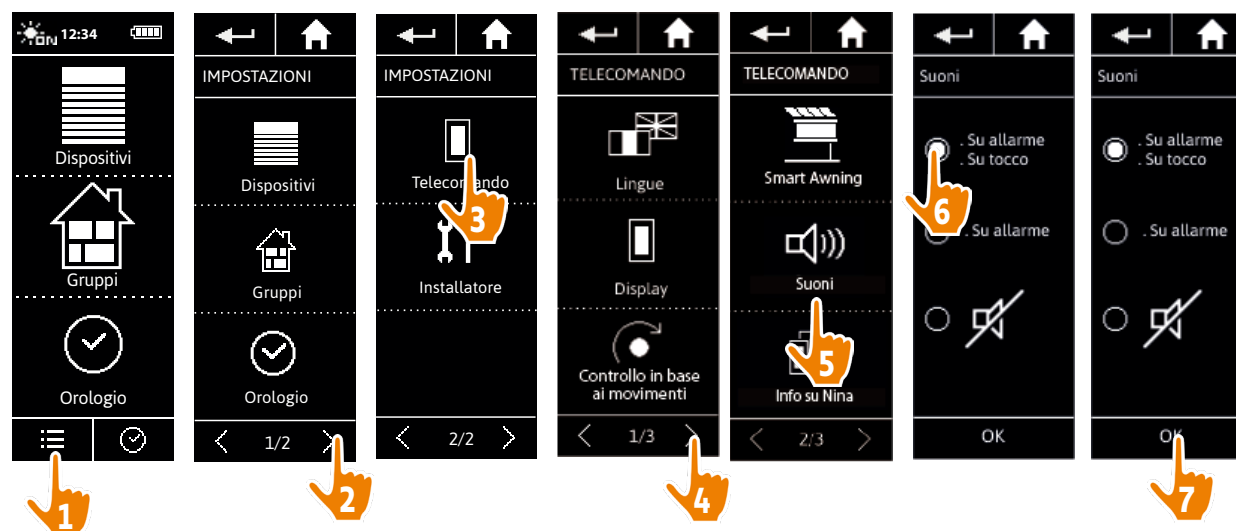 ON 12:34
Dispositivi
Gruppi
Orologio
1
IMPOSTAZIONI
Dispositivi
Gruppi
Orologio
1/2
2
IMPOSTAZIONI
Telecomando
3
Installatore
2/2
TELECOMANDO
Lingue
Display
Controllo in base
ai movimenti
1/3
4
TELECOMANDO
Smart Awning
Suoni
5
Info su Nina
2/3
Suoni
. Su allarme
. Su tocco
6
. Su allarme
OK
Suoni
. Su allarme
. Su tocco
. Su allarme
OK
7